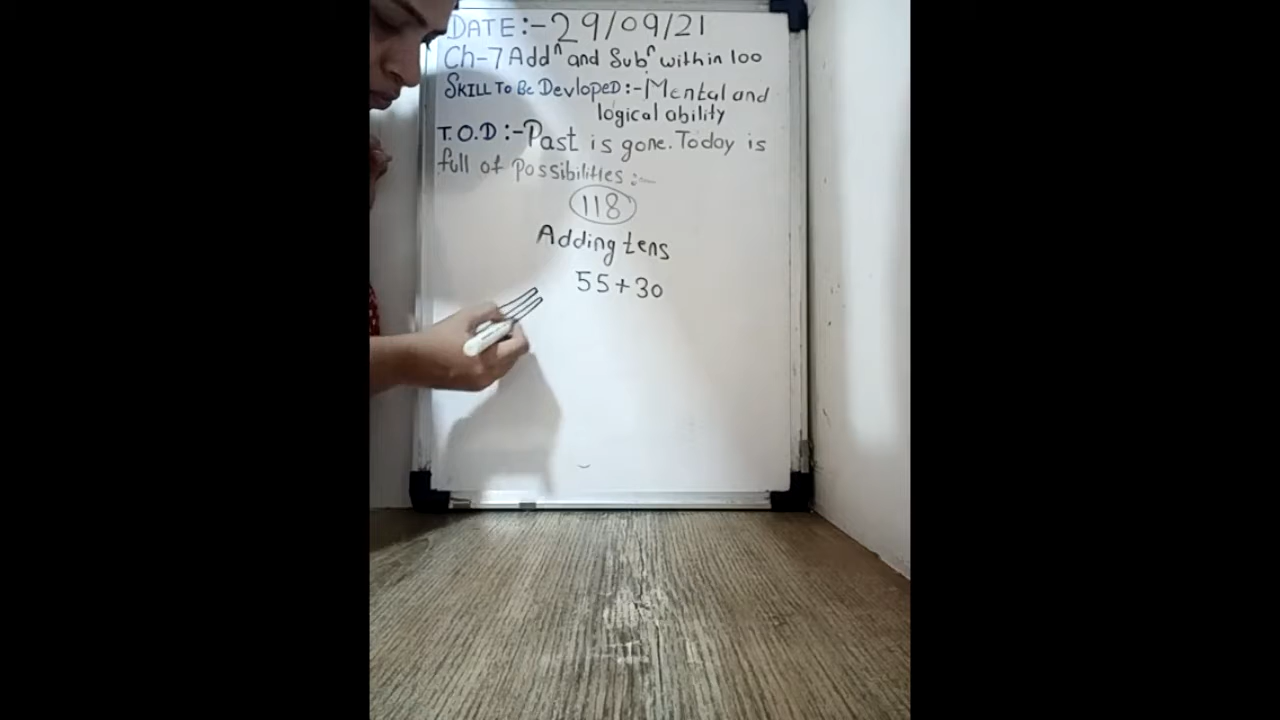 DATE:-29/09/21
Ch-7 Addⁿ and Subⁿ within 100
SKILL TO BE DEVLOPED:-Mental and
logical ability
T.O.D:-Past is gone. Today is
full of possibilities:-
118
Adding tens
55+30